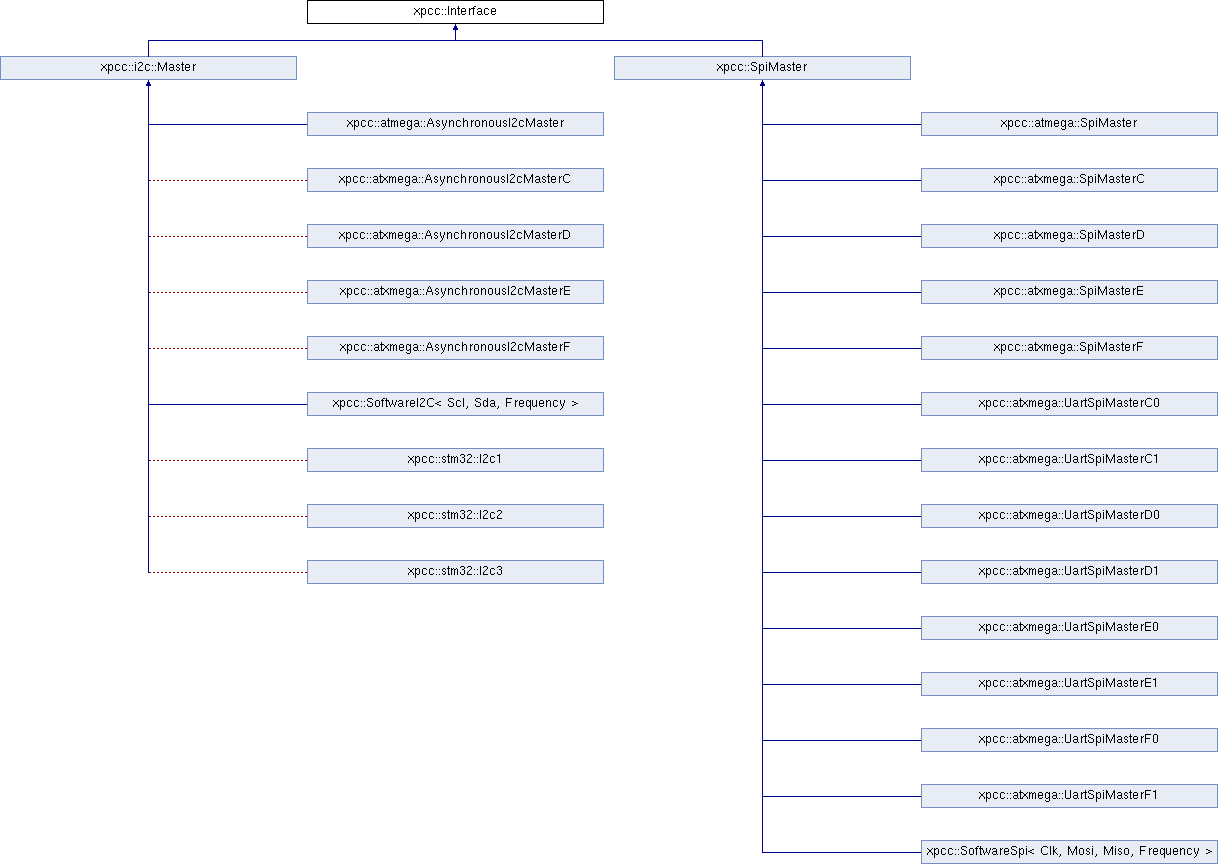 xpcc::Interface
xpcc::i2c::Master
xpcc::SpiMaster
xpcc::atmega::AsynchronousI2cMaster
xpcc::atmega::SpiMaster
xpcc::atxmega::AsynchronousI2cMasterC
xpcc::atxmega::SpiMasterC
xpcc::atxmega::AsynchronousI2cMasterD
xpcc::atxmega::SpiMasterD
xpcc::atxmega::AsynchronousI2cMasterE
xpcc::atxmega::SpiMasterE
xpcc::atxmega::AsynchronousI2cMasterF
xpcc::atxmega::SpiMasterF
xpcc::SoftwareI2C< Scl, Sda, Frequency >
xpcc::atxmega::UartSpiMasterC0
xpcc::stm32::I2c1
xpcc::atxmega::UartSpiMasterC1
xpcc::stm32::I2c2
xpcc::atxmega::UartSpiMasterD0
xpcc::stm32::I2c3
xpcc::atxmega::UartSpiMasterD1
xpcc::atxmega::UartSpiMasterE0
xpcc::atxmega::UartSpiMasterE1
xpcc::atxmega::UartSpiMasterF0
xpcc::atxmega::UartSpiMasterF1
xpcc::SoftwareSpi< Clk, Mosi, Miso, Frequency >